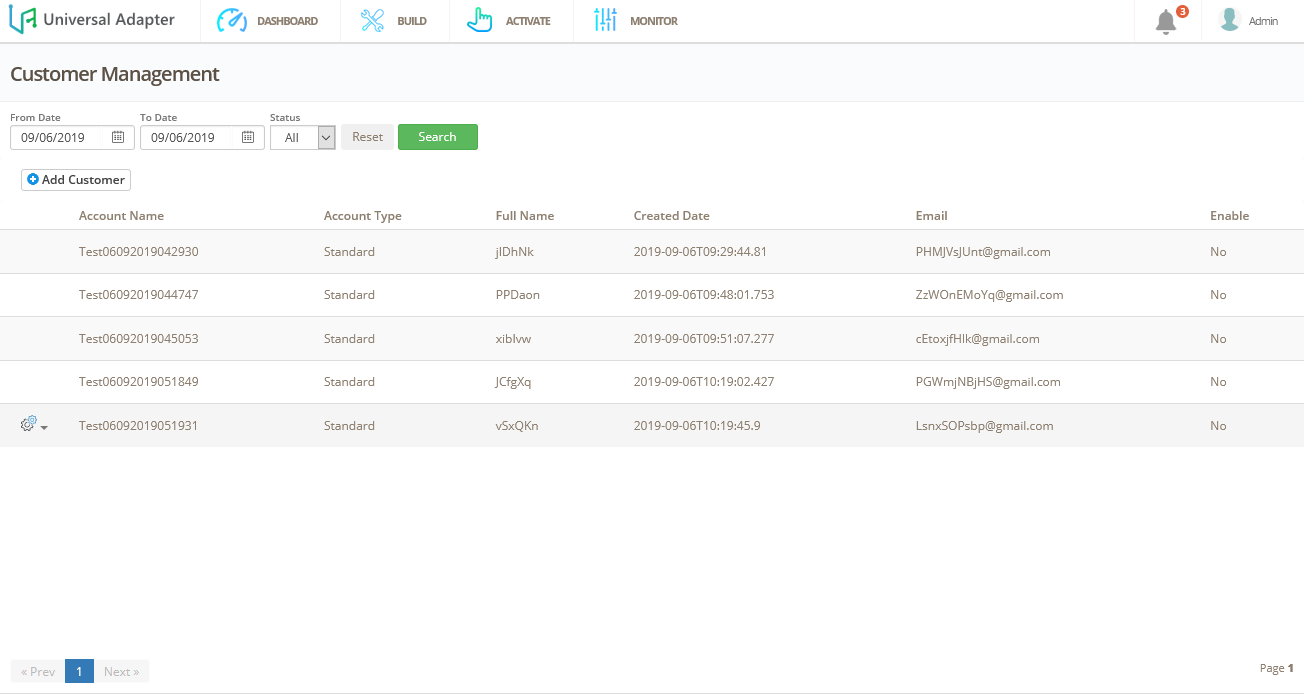 Universal Adapter DASHBOARD BUILD ACTIVATE MONITOR 3 Admin
Customer Management
From Date To Date Status
09/06/2019 09/06/2019 All Reset Search
Add Customer
Account Name Account Type Full Name Created Date Email Enable
Test06092019042930 Standard jIDhNk 2019-09-06T09:29:44.81 PHMJVsJUnt@gmail.com No
Test06092019044747 Standard PPDaon 2019-09-06T09:48:01.753 ZzWOnEMoYq@gmail.com No
Test06092019045053 Standard xibIvw 2019-09-06T09:51:07.277 cEtoxjfHIk@gmail.com No
Test06092019051849 Standard JCfgXq 2019-09-06T10:19:02.427 PGWmjNBjHS@gmail.com No
Test06092019051931 Standard vSxQKn 2019-09-06T10:19:45.9 LsnxSOPsbp@gmail.com No
« Prev 1 Next » Page 1